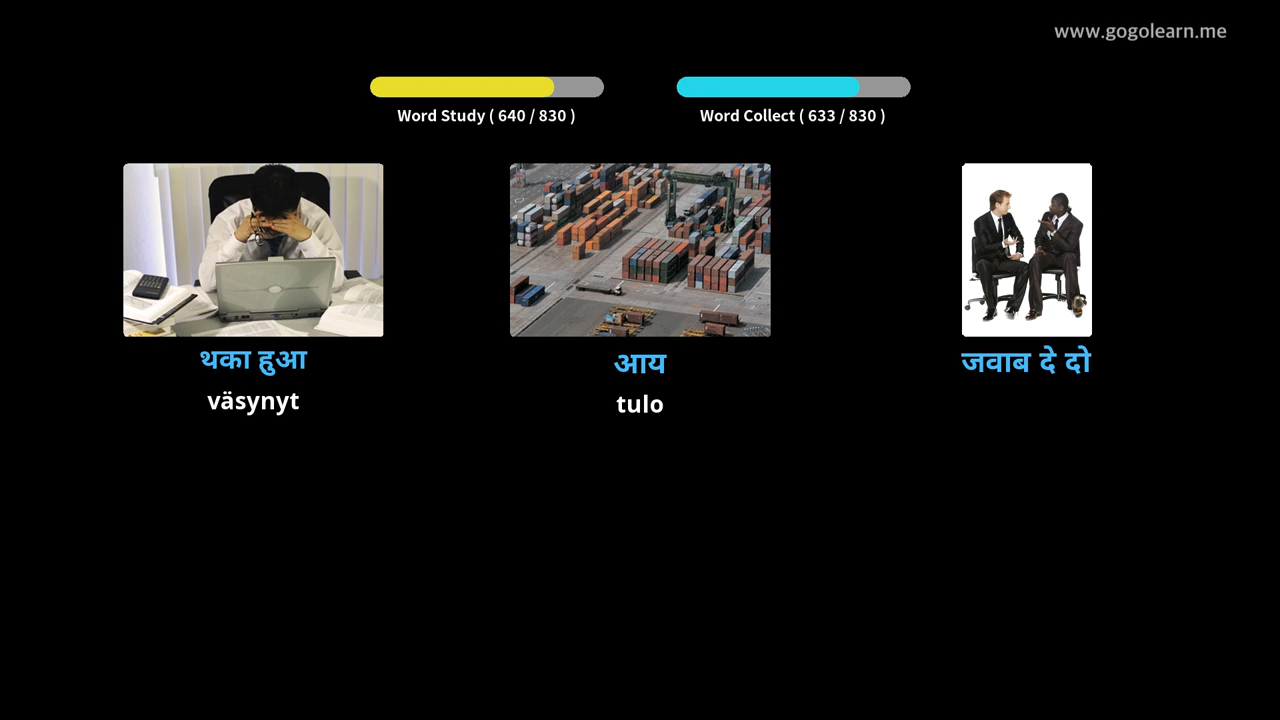 www.gogolearn.me
Word Study ( 640 / 830 )
Word Collect ( 633 / 830 )
थका हुआ
आय
जवाब दे दो
väsynyt
tulo